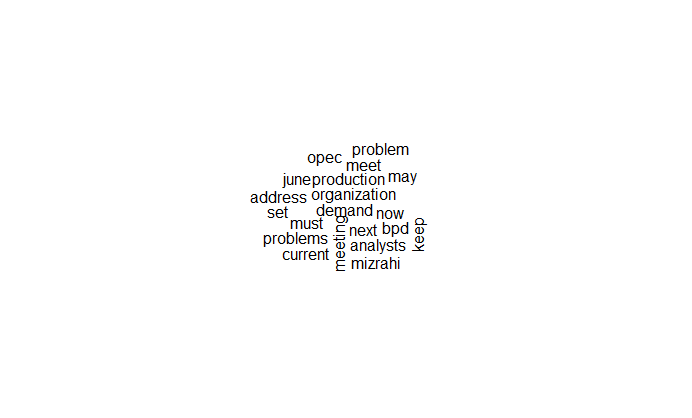 problem
opec
meet
june
production
may
address
organization
set
demand
now
must
next
bpd
keep
problems
meeting
analysts
current
mizrahi